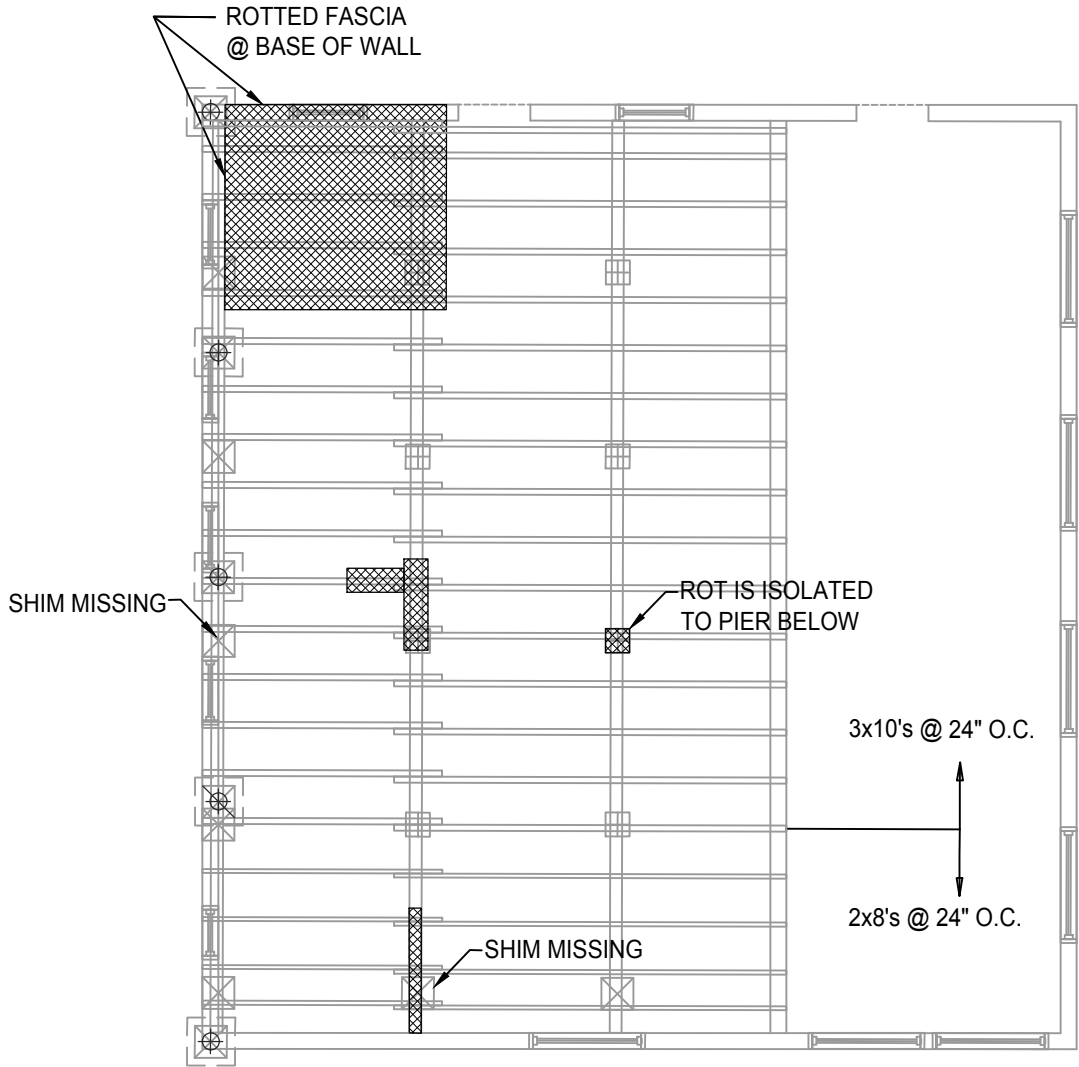 ROTTED FASCIA
@ BASE OF WALL
SHIM MISSING
ROT IS ISOLATED
TO PIER BELOW
3x10's @ 24" O.C.
2x8's @ 24" O.C.
SHIM MISSING